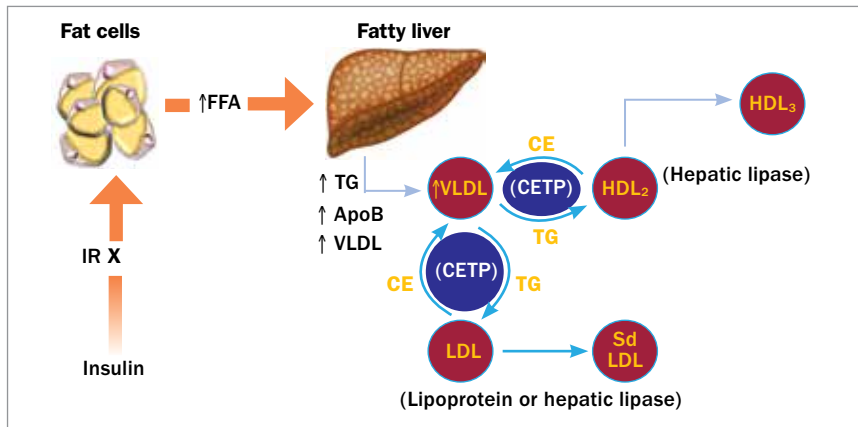 Fat cells
Fatty liver
↑FFA
HDL₃
CE
(Hepatic lipase)
↑ TG
↑VLDL
(CETP)
HDL₂
↑ ApoB
TG
↑ VLDL
IR X
CE
(CETP)
TG
LDL
Sd
LDL
Insulin
(Lipoprotein or hepatic lipase)